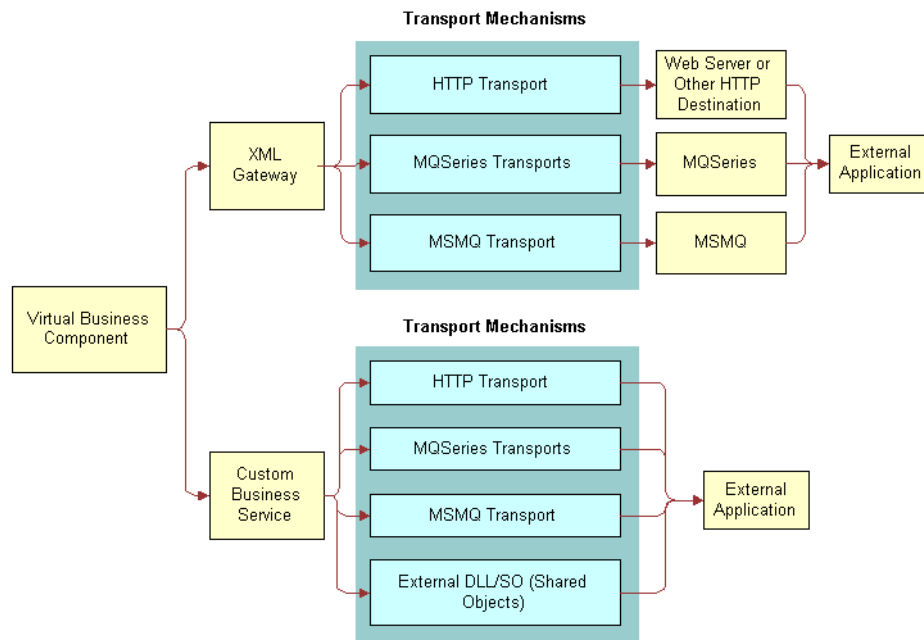 Transport Mechanisms
HTTP Transport
Web Server or
Other HTTP
Destination
XML
Gateway
MQSeries Transports
MQSeries
External
Application
MSMQ Transport
MSMQ
Virtual Business
Component
Transport Mechanisms
HTTP Transport
MQSeries Transports
Custom
Business
Service
MSMQ Transport
External
Application
External DLL/SO (Shared
Objects)